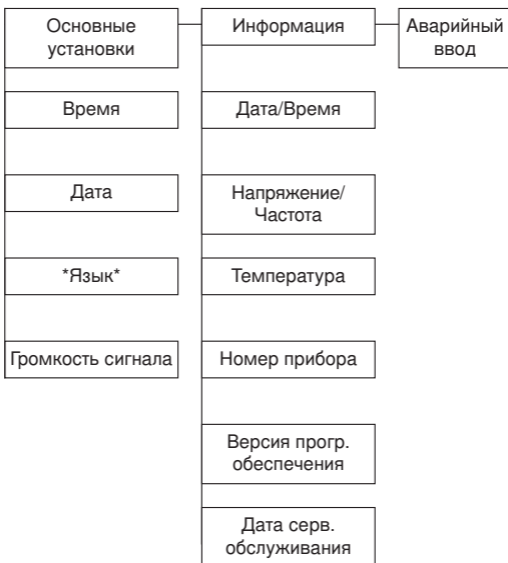 Основные
установки
Информация
Аварийный
ввод
Время
Дата/Время
Дата
Напряжение/
Частота
*Язык*
Температура
Громкость сигнала
Номер прибора
Версия прогр.
обеспечения
Дата серв.
обслуживания